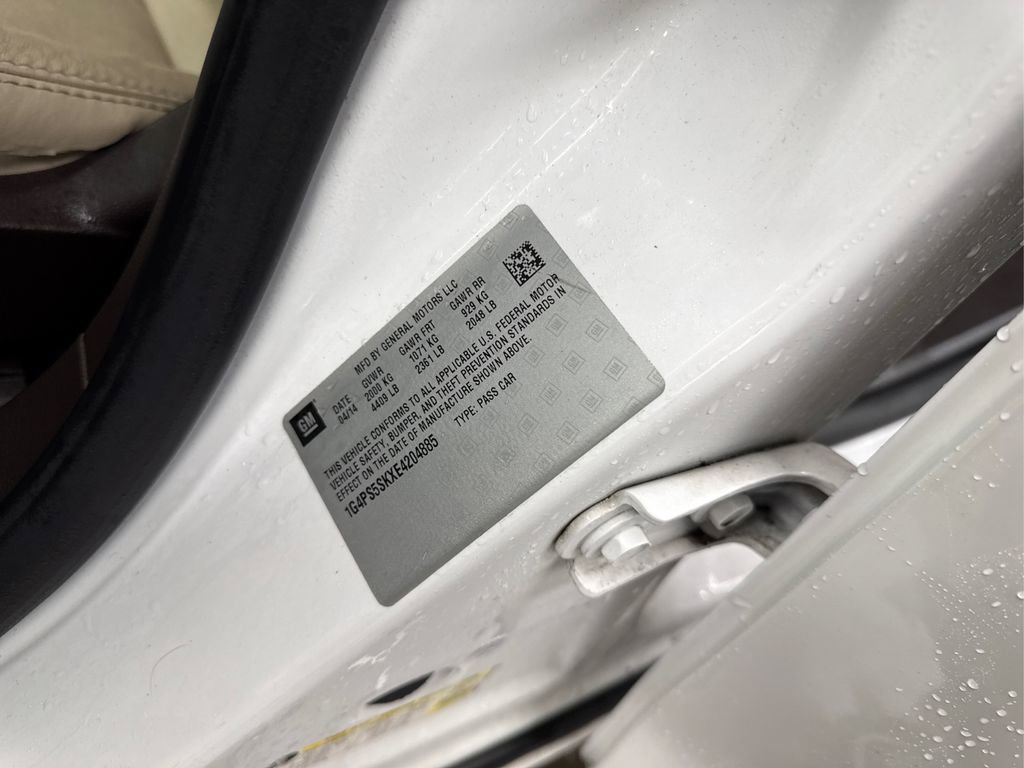 GM
MFD BY GENERAL MOTORS LLC
DATE GVWR GAWR FRT GAWR RR
04/14 2000 KG 1071 KG 929 KG
4409 LB 2361 LB 2048 LB
THIS VEHICLE CONFORMS TO ALL APPLICABLE U.S. FEDERAL MOTOR
VEHICLE SAFETY, BUMPER, AND THEFT PREVENTION STANDARDS IN
EFFECT ON THE DATE OF MANUFACTURE SHOWN ABOVE.
1G4PS5SKXE4204885 TYPE: PASS CAR